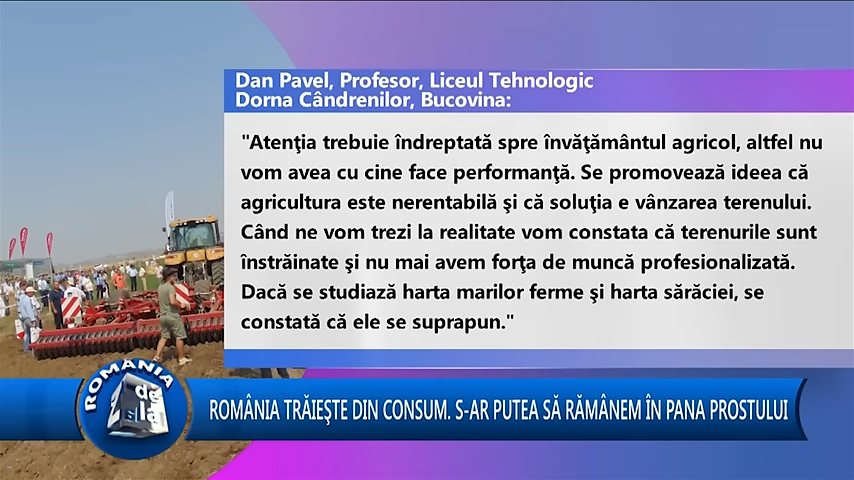 Dan Pavel, Profesor, Liceul Tehnologic
Dorna Cândrenilor, Bucovina:
"Atenţia trebuie îndreptată spre învăţământul agricol, altfel nu
vom avea cu cine face performanţă. Se promovează ideea că
agricultura este nerentabilă şi că soluţia e vânzarea terenului.
Când ne vom trezi la realitate vom constata că terenurile sunt
înstrăinate şi nu mai avem forţa de muncă profesionalizată.
Dacă se studiază harta marilor ferme şi harta sărăciei, se
constată că ele se suprapun."
ROMANIA
de la
ROMÂNIA TRĂIEŞTE DIN CONSUM. S-AR PUTEA SĂ RĂMÂNEM ÎN PANA PROSTULUI